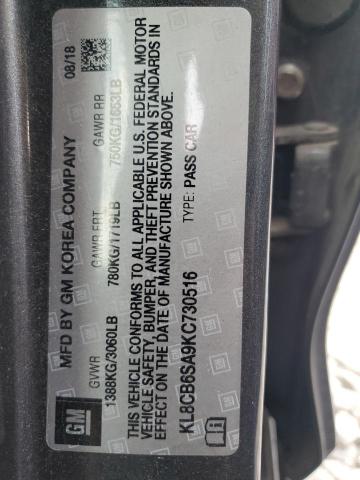 GM
MFD BY GM KOREA COMPANY 08/18
GVWR GAWR FRT GAWR RR
1388KG/3060LB 780KG/1719LB 750KG/1653LB
THIS VEHICLE CONFORMS TO ALL APPLICABLE U.S. FEDERAL MOTOR
VEHICLE SAFETY, BUMPER, AND THEFT PREVENTION STANDARDS IN
EFFECT ON THE DATE OF MANUFACTURE SHOWN ABOVE.
KL8CB6SA9KC730516 TYPE: PASS CAR